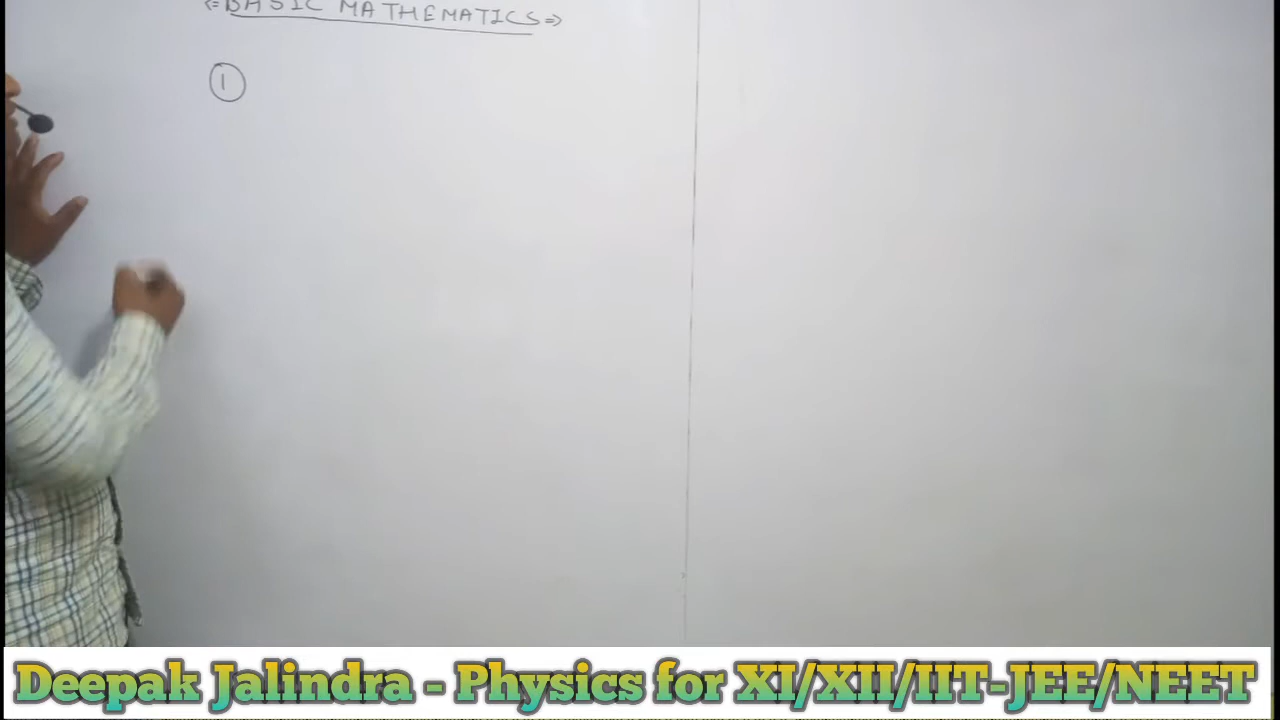 ⇐ BASIC MATHEMATICS ⇒
①
Deepak Jalindra - Physics for XI/XII/IIT-JEE/NEET